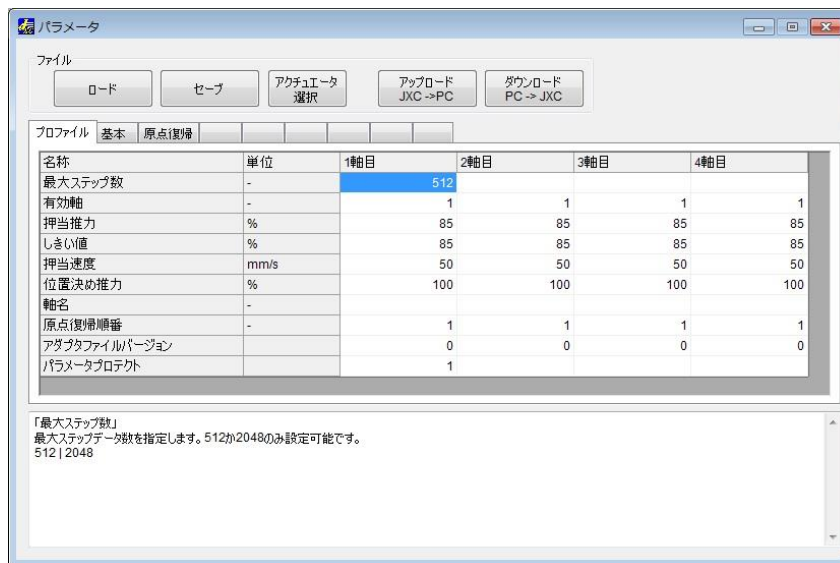 パラメータ
ファイル
ロード
セーブ
アクチュエータ
選択
アップロード
JXC ->PC
ダウンロード
PC -> JXC
プロファイル 基本 原点復帰
名称 単位 1軸目 2軸目 3軸目 4軸目
最大ステップ数 - 512
有効軸 - 1 1 1 1
押当推力 % 85 85 85 85
しきい値 % 85 85 85 85
押当速度 mm/s 50 50 50 50
位置決め推力 % 100 100 100 100
軸名 -
原点復帰順番 - 1 1 1 1
アダプタファイルバージョン 0 0 0 0
パラメータプロテクト 1
「最大ステップ数」
最大ステップデータ数を指定します。512か2048のみ設定可能です。
512 | 2048